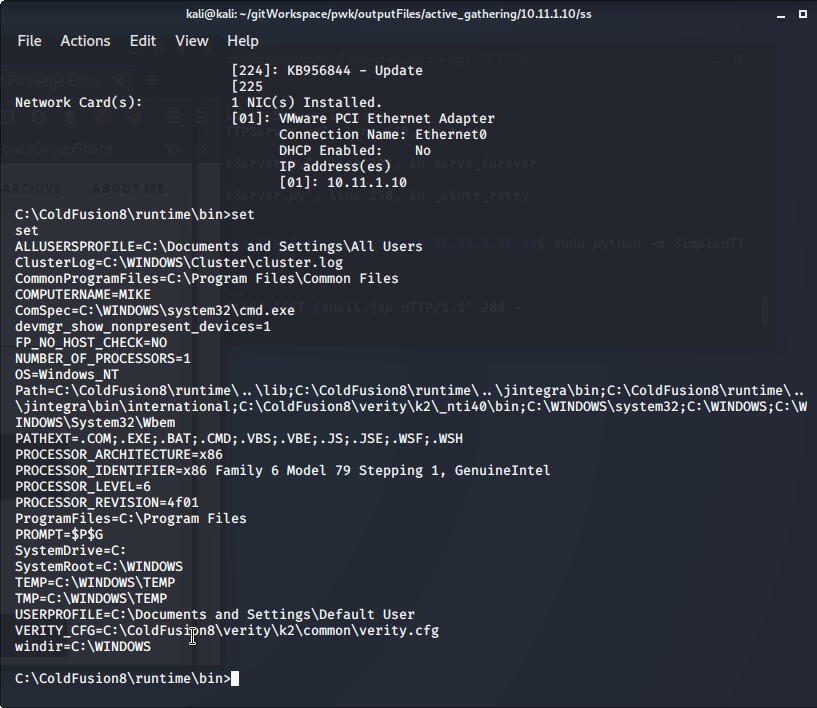 kali@kali: ~/gitWorkspace/pwk/outputFiles/active_gathering/10.11.1.10/ss
File Actions Edit View Help
[224]: KB956844 - Update
[225
Network Card(s): 1 NIC(s) Installed.
[01]: VMware PCI Ethernet Adapter
Connection Name: Ethernet0
DHCP Enabled: No
IP address(es)
[01]: 10.11.1.10
C:\ColdFusion8\runtime\bin>set
set
ALLUSERSPROFILE=C:\Documents and Settings\All Users
ClusterLog=C:\WINDOWS\Cluster\cluster.log
CommonProgramFiles=C:\Program Files\Common Files
COMPUTERNAME=MIKE
ComSpec=C:\WINDOWS\system32\cmd.exe
devmgr_show_nonpresent_devices=1
FP_NO_HOST_CHECK=NO
NUMBER_OF_PROCESSORS=1
OS=Windows_NT
Path=C:\ColdFusion8\runtime\..\lib;C:\ColdFusion8\runtime\..\jintegra\bin;C:\ColdFusion8\runtime\..
\jintegra\bin\international;C:\ColdFusion8\verity\k2\_nti40\bin;C:\WINDOWS\system32;C:\WINDOWS;C:\W
INDOWS\System32\Wbem
PATHEXT=.COM;.EXE;.BAT;.CMD;.VBS;.VBE;.JS;.JSE;.WSF;.WSH
PROCESSOR_ARCHITECTURE=x86
PROCESSOR_IDENTIFIER=x86 Family 6 Model 79 Stepping 1, GenuineIntel
PROCESSOR_LEVEL=6
PROCESSOR_REVISION=4f01
ProgramFiles=C:\Program Files
PROMPT=$P$G
SystemDrive=C:
SystemRoot=C:\WINDOWS
TEMP=C:\WINDOWS\TEMP
TMP=C:\WINDOWS\TEMP
USERPROFILE=C:\Documents and Settings\Default User
VERITY_CFG=C:\ColdFusion8\verity\k2\common\verity.cfg
windir=C:\WINDOWS
C:\ColdFusion8\runtime\bin>